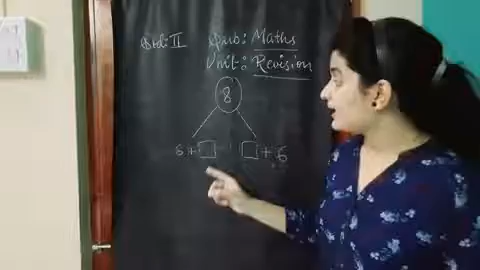 Std: II Sub: Maths
Unit: Revision
8
6 + □ □ + 6